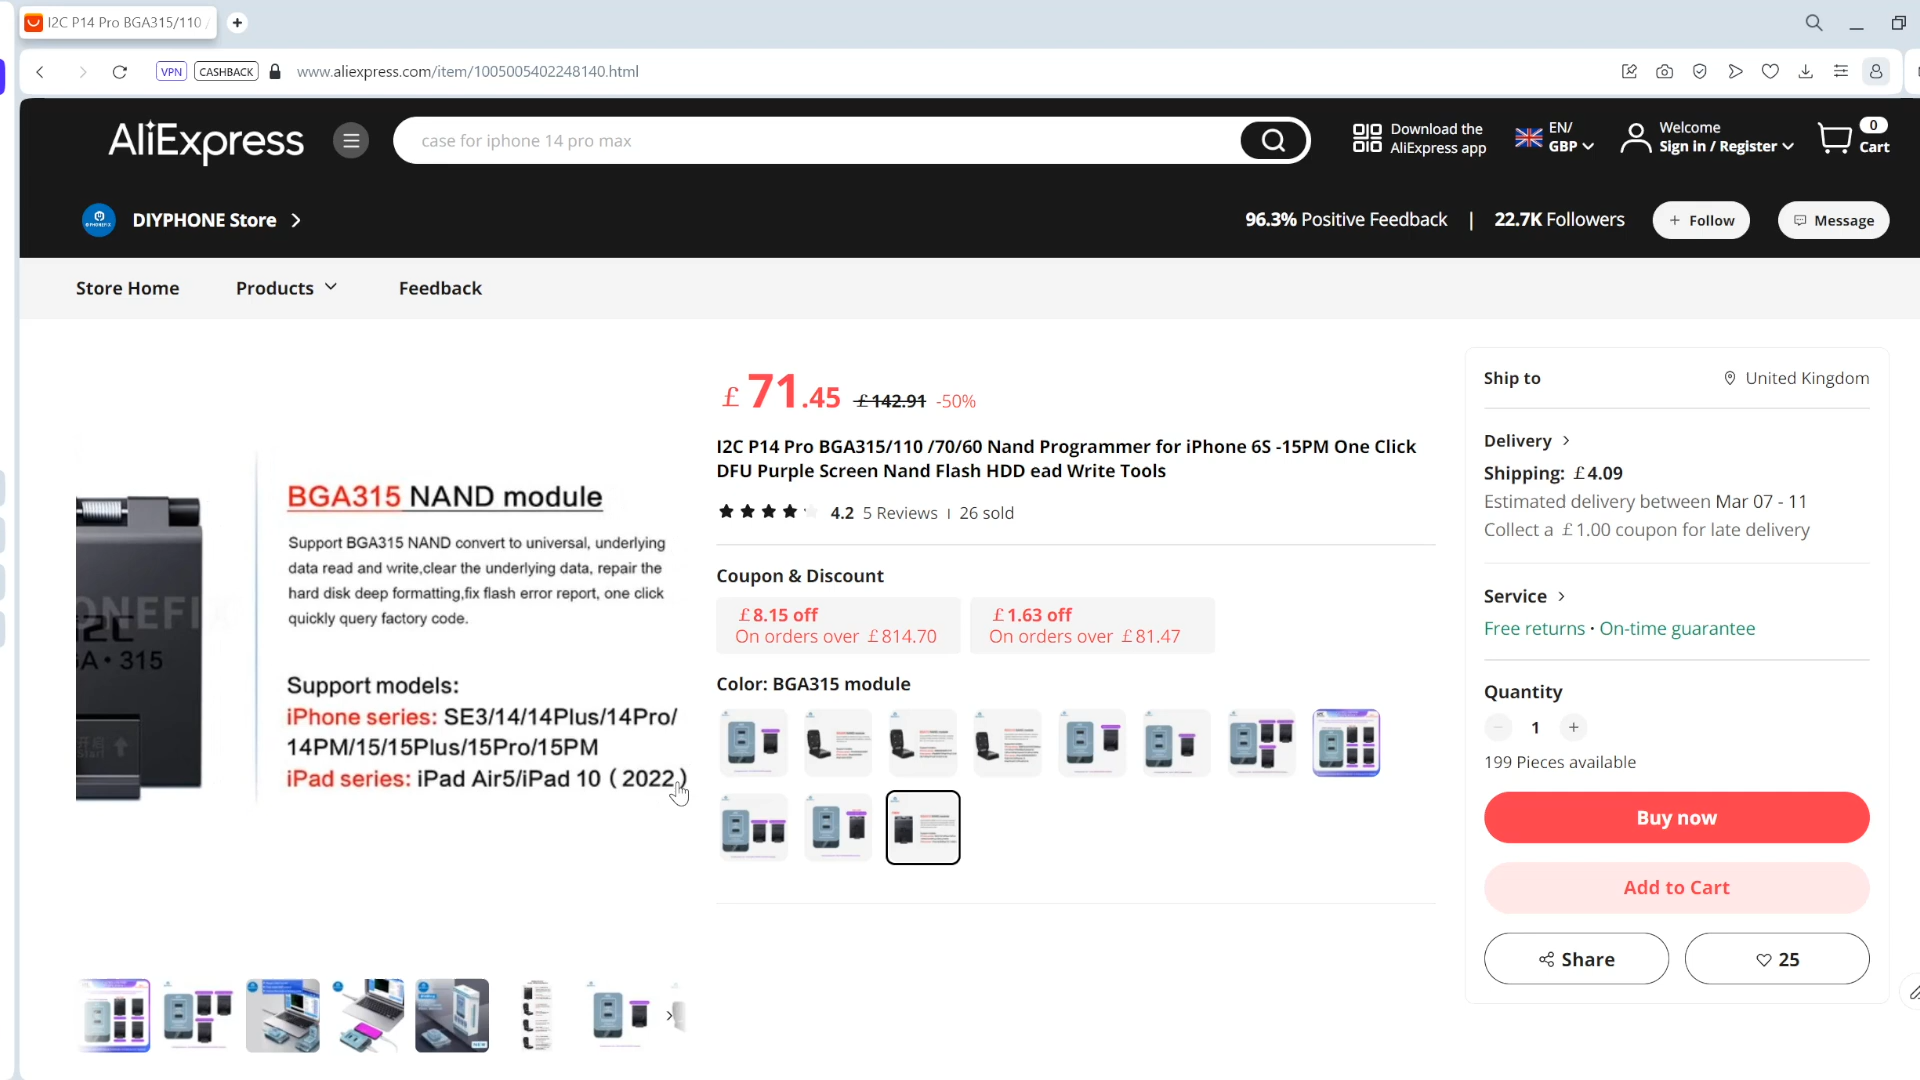 I2C P14 Pro BGA315/110 /
VPN
CASHBACK
www.aliexpress.com/item/1005005402248140.html
AliExpress
case for iphone 14 pro max
Download the
AliExpress app
EN/
GBP
Welcome
Sign in / Register
0
Cart
DIYPHONE Store
96.3% Positive Feedback | 22.7K Followers
+ Follow
Message
Store Home
Products
Feedback
BGA315 NAND module
Support BGA315 NAND convert to universal, underlying
data read and write,clear the underlying data, repair the
hard disk deep formatting,fix flash error report, one click
quickly query factory code.
Support models:
iPhone series: SE3/14/14Plus/14Pro/
14PM/15/15Plus/15Pro/15PM
iPad series: iPad Air5/iPad 10 ( 2022 )
ONEFIX
315
开启
Start
£71.45 £142.91 -50%
I2C P14 Pro BGA315/110 /70/60 Nand Programmer for iPhone 6S -15PM One Click
DFU Purple Screen Nand Flash HDD ead Write Tools
4.2 5 Reviews | 26 sold
Coupon & Discount
£8.15 off
On orders over £814.70
£1.63 off
On orders over £81.47
Color: BGA315 module
Ship to
United Kingdom
Delivery
Shipping: £4.09
Estimated delivery between Mar 07 - 11
Collect a £1.00 coupon for late delivery
Service
Free returns · On-time guarantee
Quantity
− 1 +
199 Pieces available
Buy now
Add to Cart
Share
25